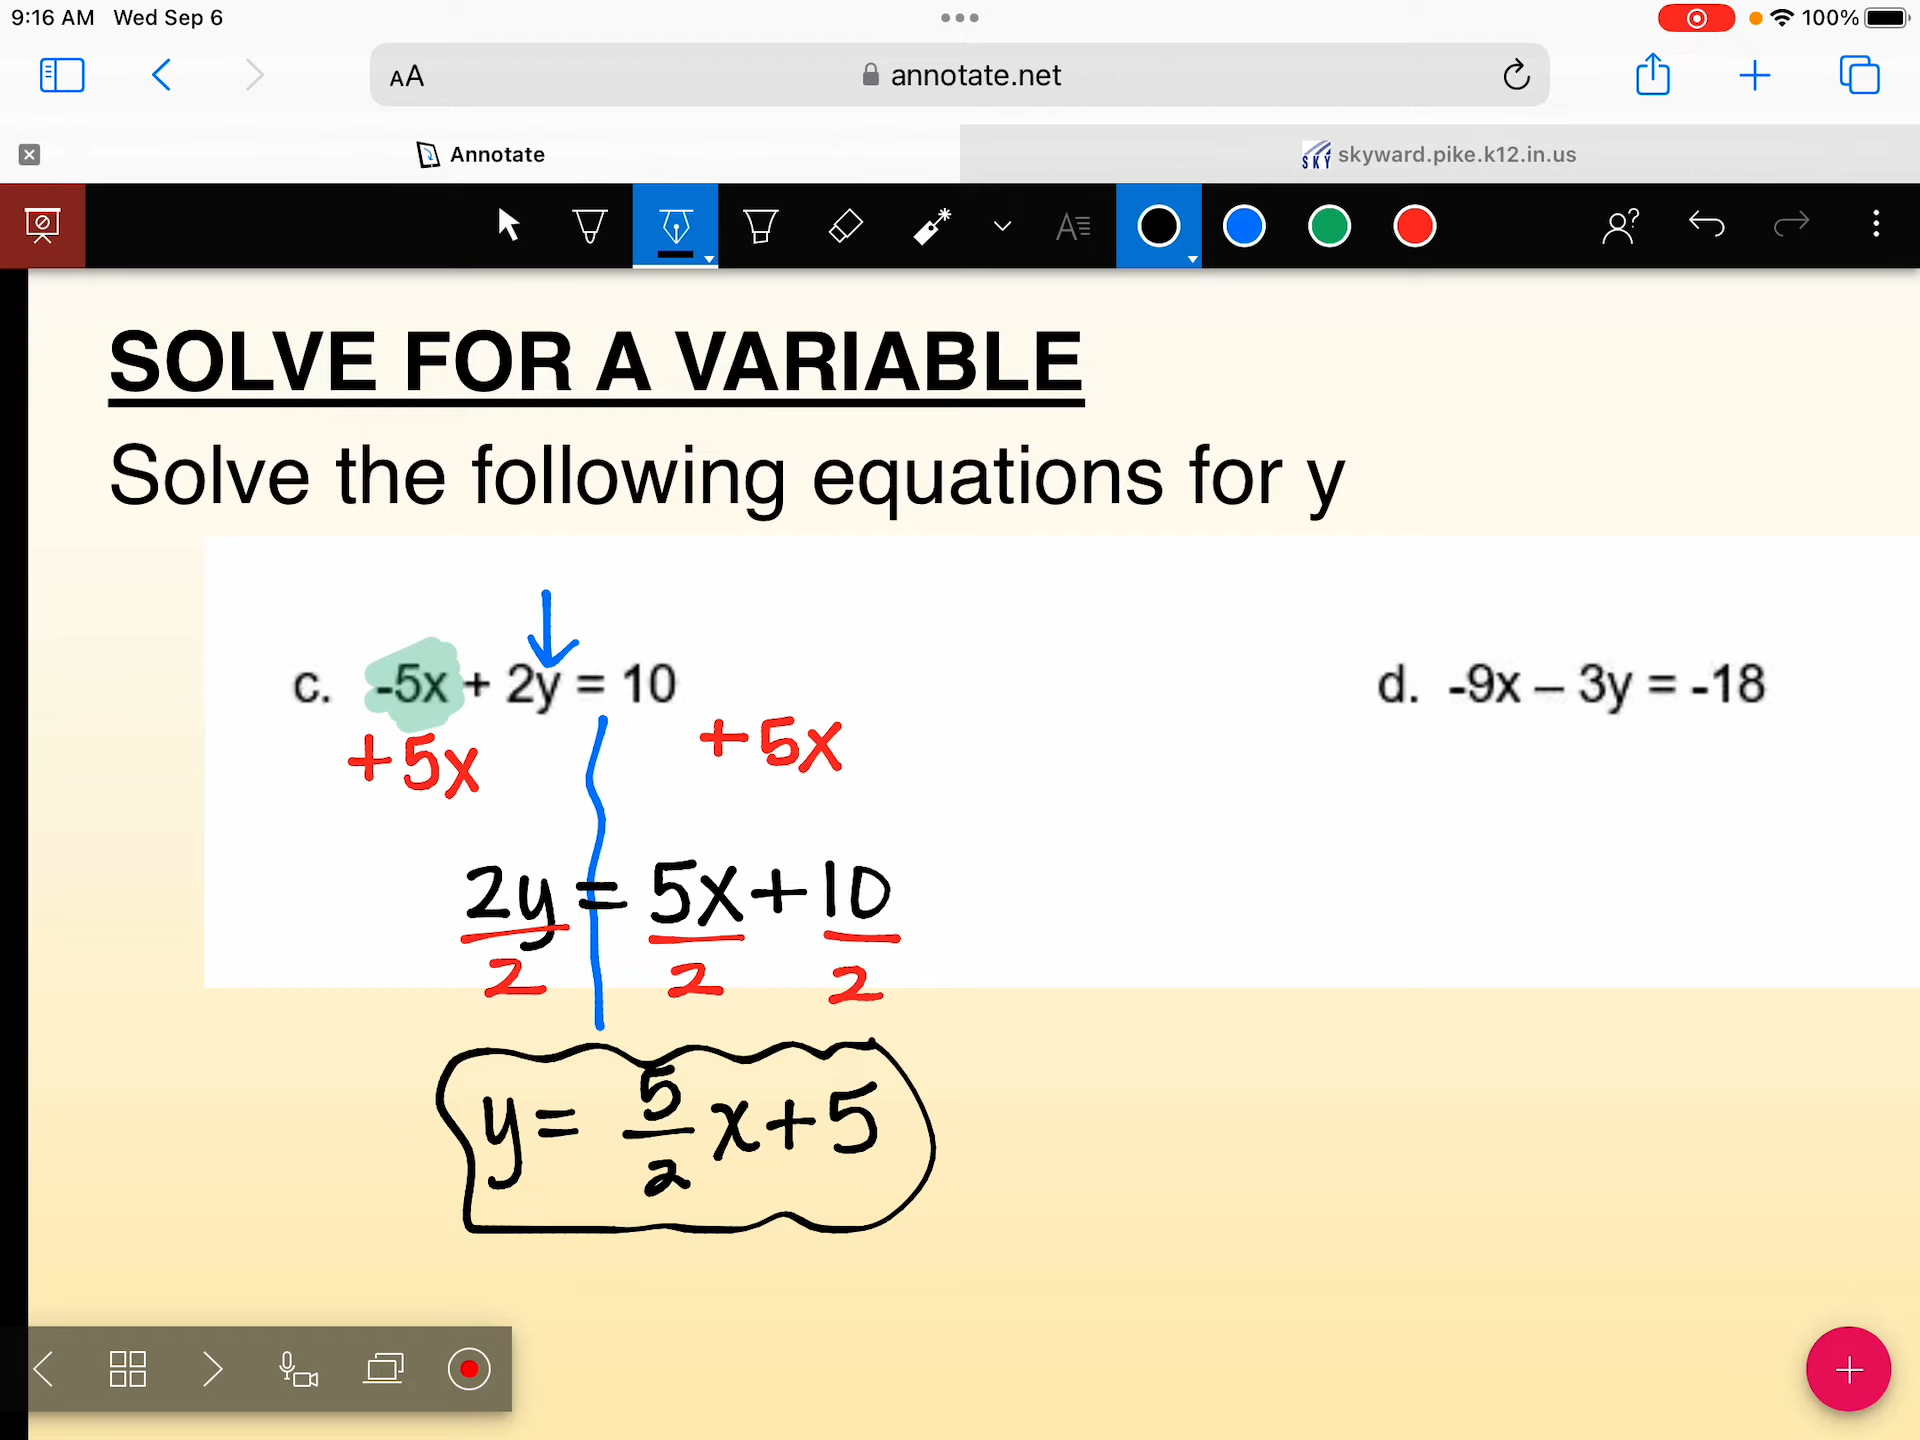 9:16 AM Wed Sep 6
100%
AA
annotate.net
Annotate
SKY skyward.pike.k12.in.us
A
SOLVE FOR A VARIABLE
Solve the following equations for y
c. -5x + 2y = 10
d. -9x – 3y = -18
+5x +5x
2y = 5x + 10
2 2 2
y = 5/2 x + 5